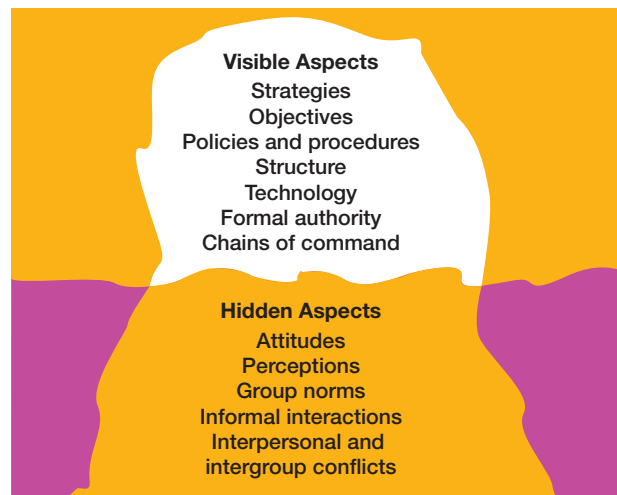 Visible Aspects
Strategies
Objectives
Policies and procedures
Structure
Technology
Formal authority
Chains of command
Hidden Aspects
Attitudes
Perceptions
Group norms
Informal interactions
Interpersonal and
intergroup conflicts